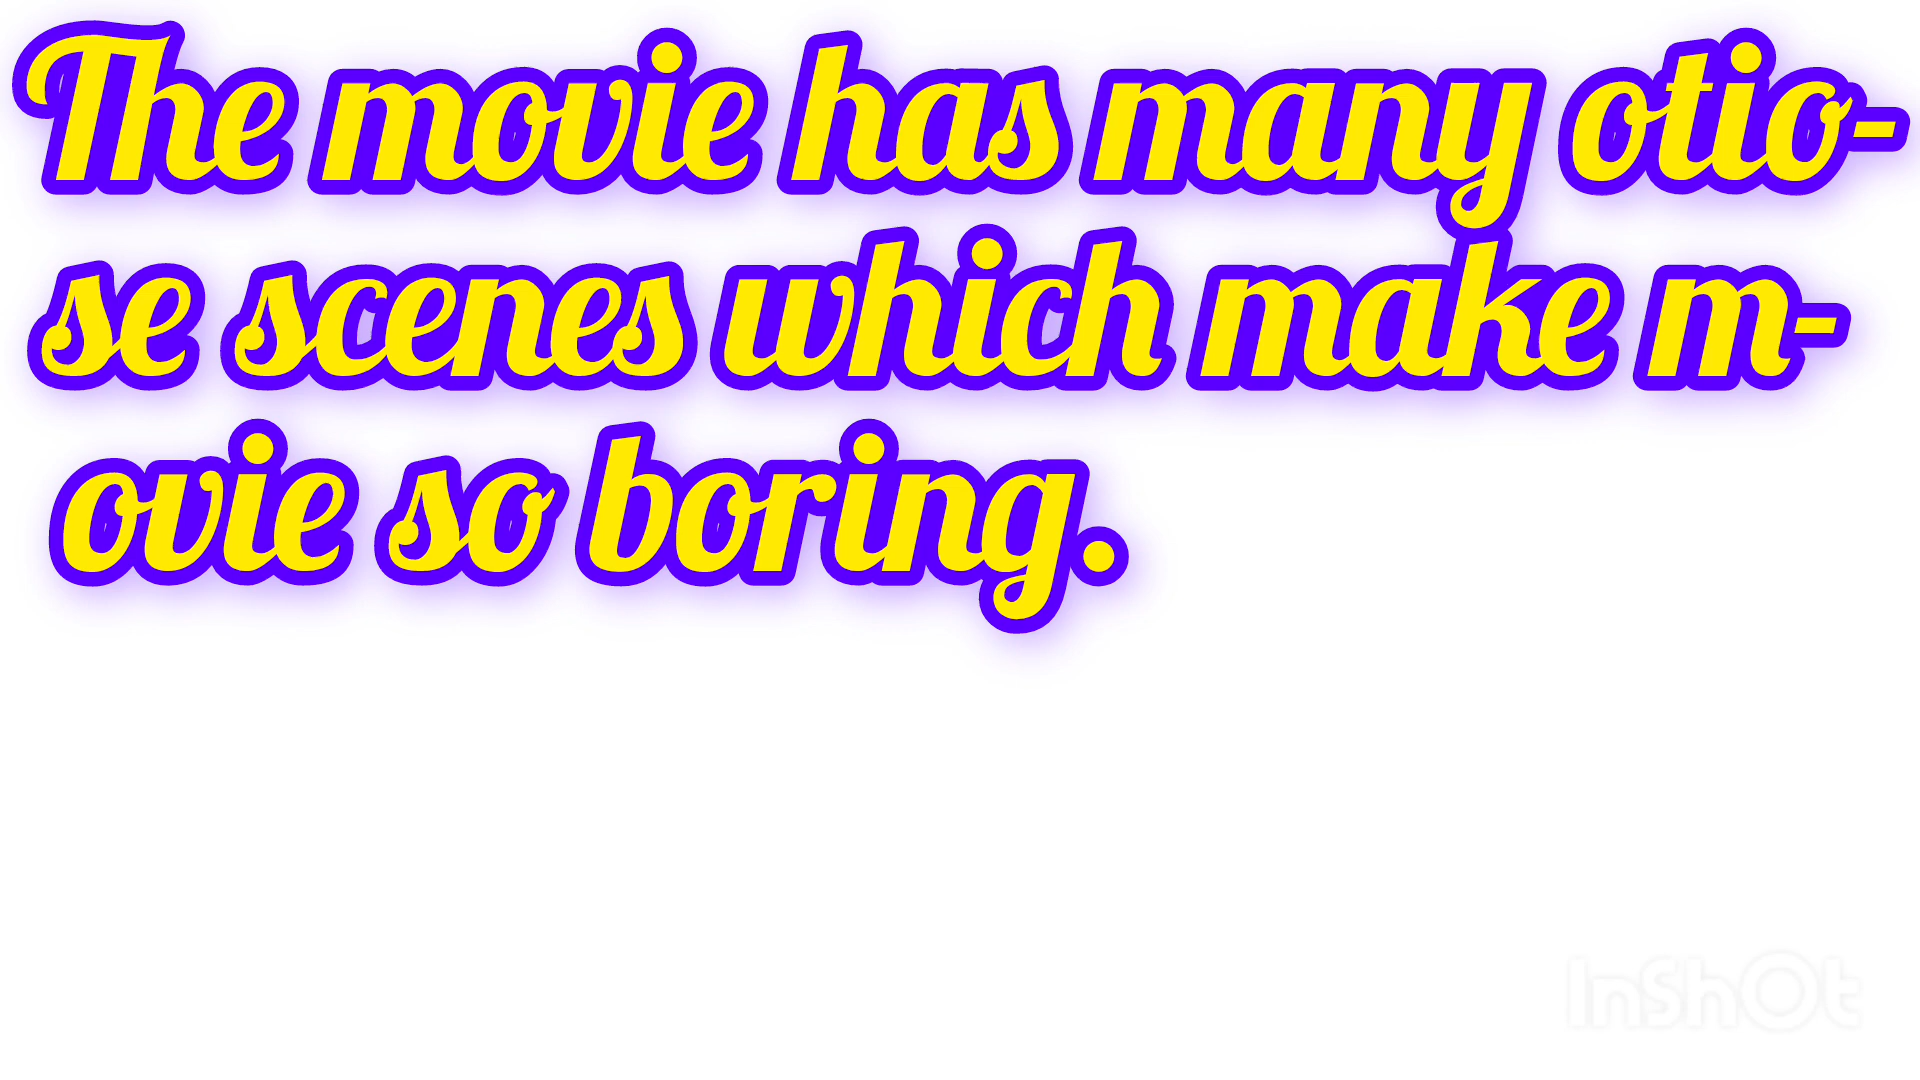 The movie has many otio-
se scenes which make m-
ovie so boring.
InShOt